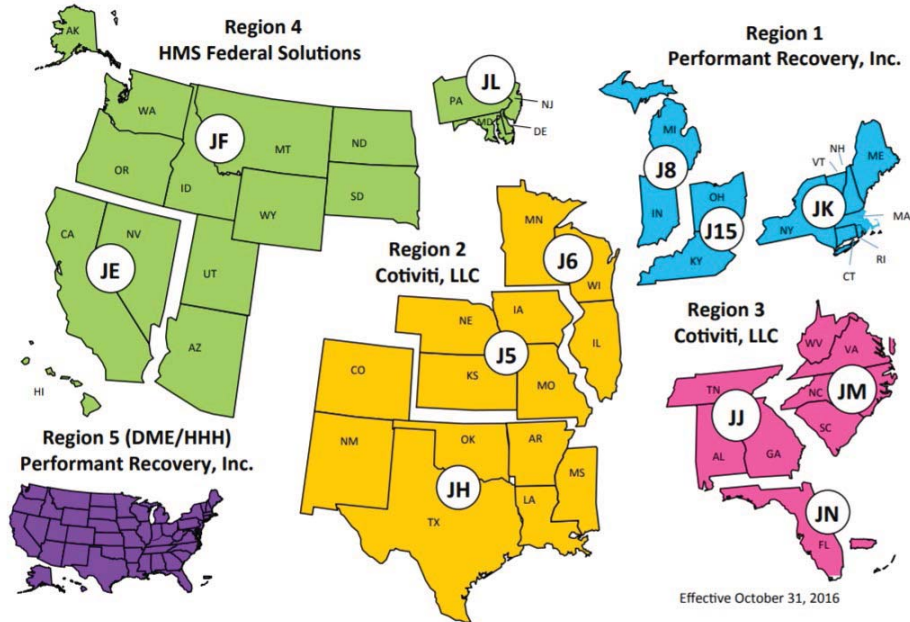 Region 4
HMS Federal Solutions
AK
WA
OR
ID
MT
ND
SD
WY
JF
CA
NV
UT
AZ
HI
JE
JL
PA
NJ
MD
DE
Region 1
Performant Recovery, Inc.
MI
IN
J8
OH
KY
J15
NH
VT
ME
NY
MA
RI
CT
JK
Region 2
Cotiviti, LLC
MN
WI
IL
J6
NE
IA
KS
MO
J5
CO
NM
OK
TX
AR
LA
MS
JH
Region 3
Cotiviti, LLC
WV
VA
NC
SC
JM
TN
AL
GA
JJ
FL
JN
Region 5 (DME/HHH)
Performant Recovery, Inc.
Effective October 31, 2016